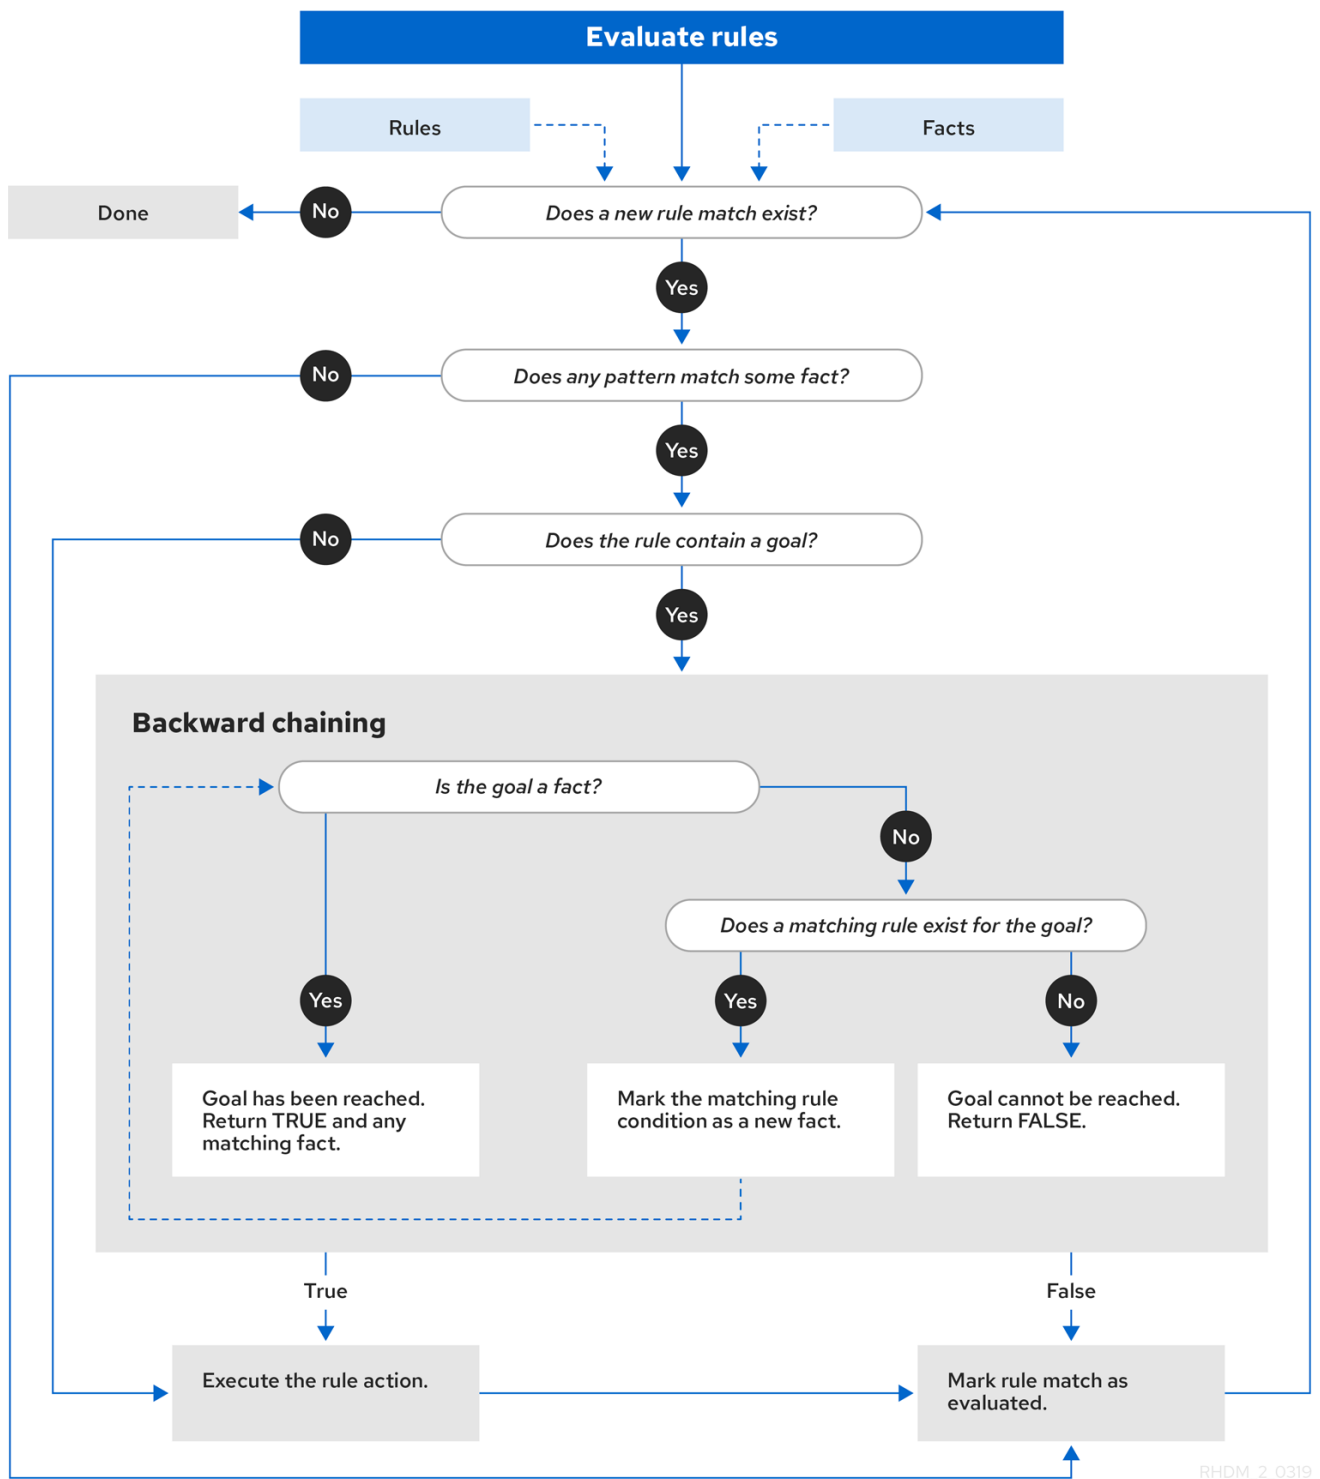 Evaluate rules
Rules
Facts
Done
No
Does a new rule match exist?
Yes
No
Does any pattern match some fact?
Yes
No
Does the rule contain a goal?
Yes
Backward chaining
Is the goal a fact?
No
Does a matching rule exist for the goal?
Yes
Yes
No
Goal has been reached.
Return TRUE and any
matching fact.
Mark the matching rule
condition as a new fact.
Goal cannot be reached.
Return FALSE.
True
False
Execute the rule action.
Mark rule match as
evaluated.
RHDM_2_0319